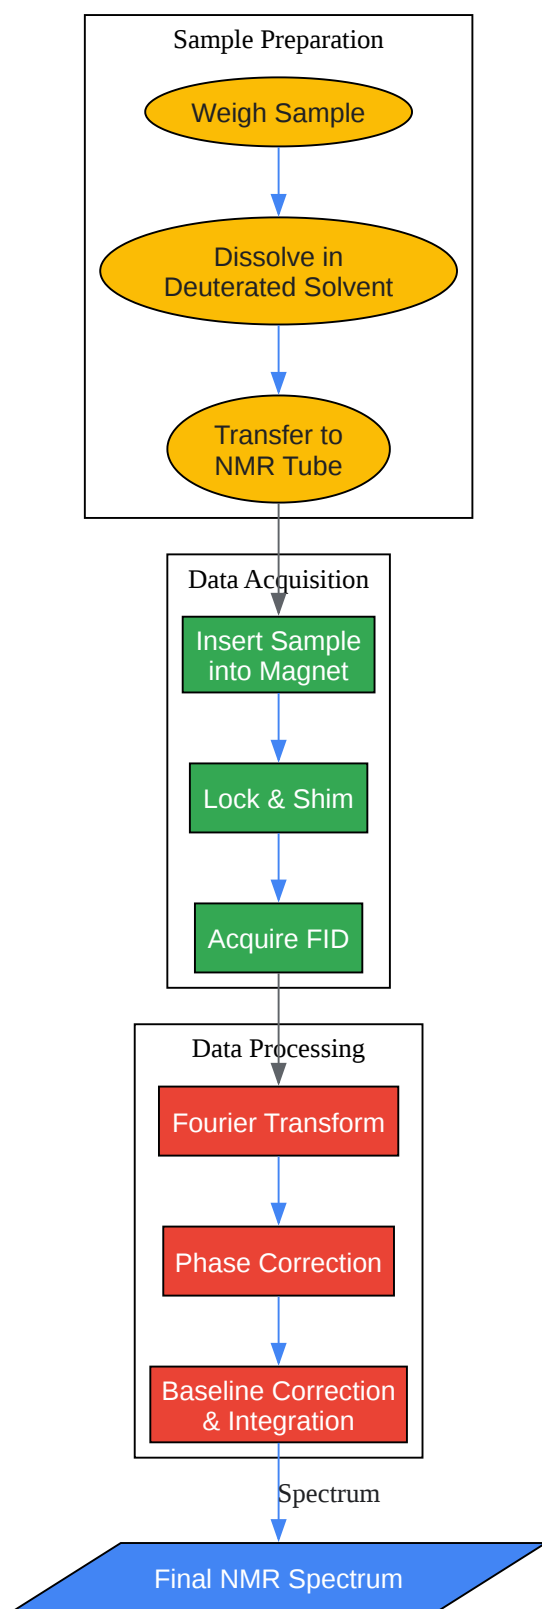 Sample Preparation
Weigh Sample
Dissolve in
Deuterated Solvent
Transfer to
NMR Tube
Data Acquisition
Insert Sample
into Magnet
Lock & Shim
Acquire FID
Data Processing
Fourier Transform
Phase Correction
Baseline Correction
& Integration
Spectrum
Final NMR Spectrum